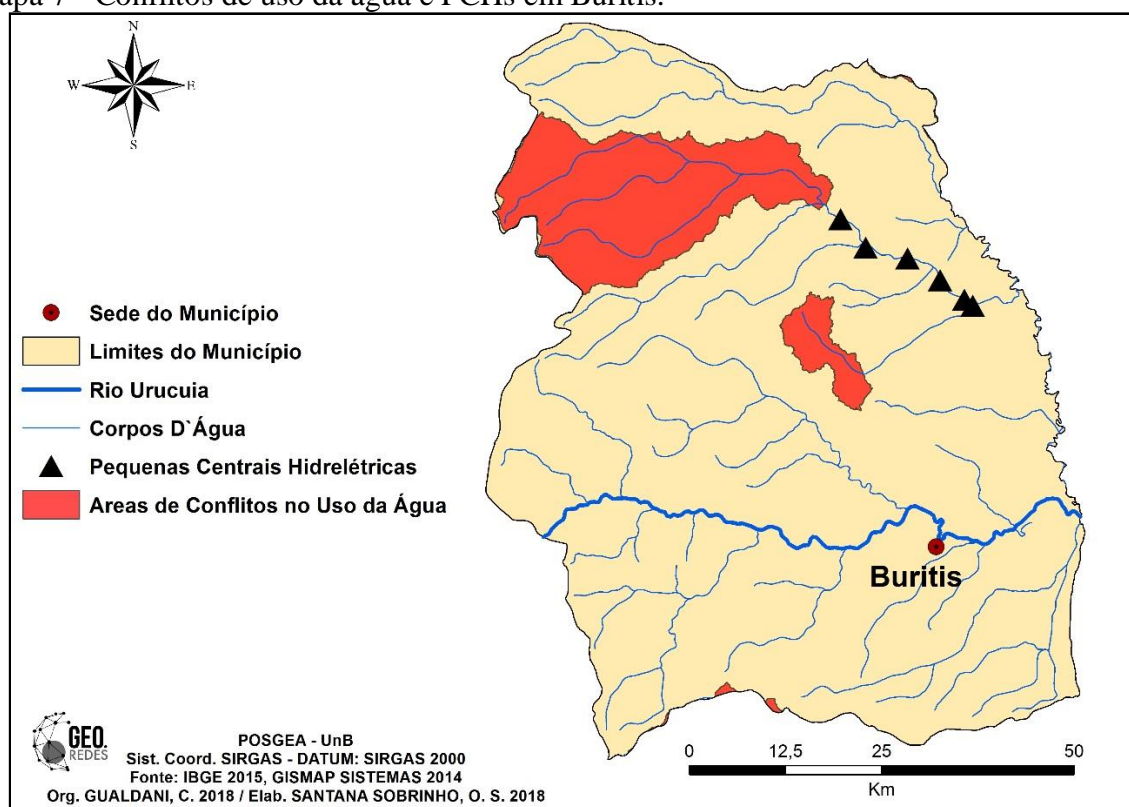 apa 7 - Conflitos de uso da água e PCHs em Buritis.
N
W
E
S
Sede do Município
Limites do Município
Rio Urucuia
Corpos D`Água
Pequenas Centrais Hidrelétricas
Areas de Conflitos no Uso da Água
Buritis
GEO.
REDES
POSGEA - UnB
Sist. Coord. SIRGAS - DATUM: SIRGAS 2000
Fonte: IBGE 2015, GISMAP SISTEMAS 2014
Org. GUALDANI, C. 2018 / Elab. SANTANA SOBRINHO, O. S. 2018
0 12,5 25 50
Km